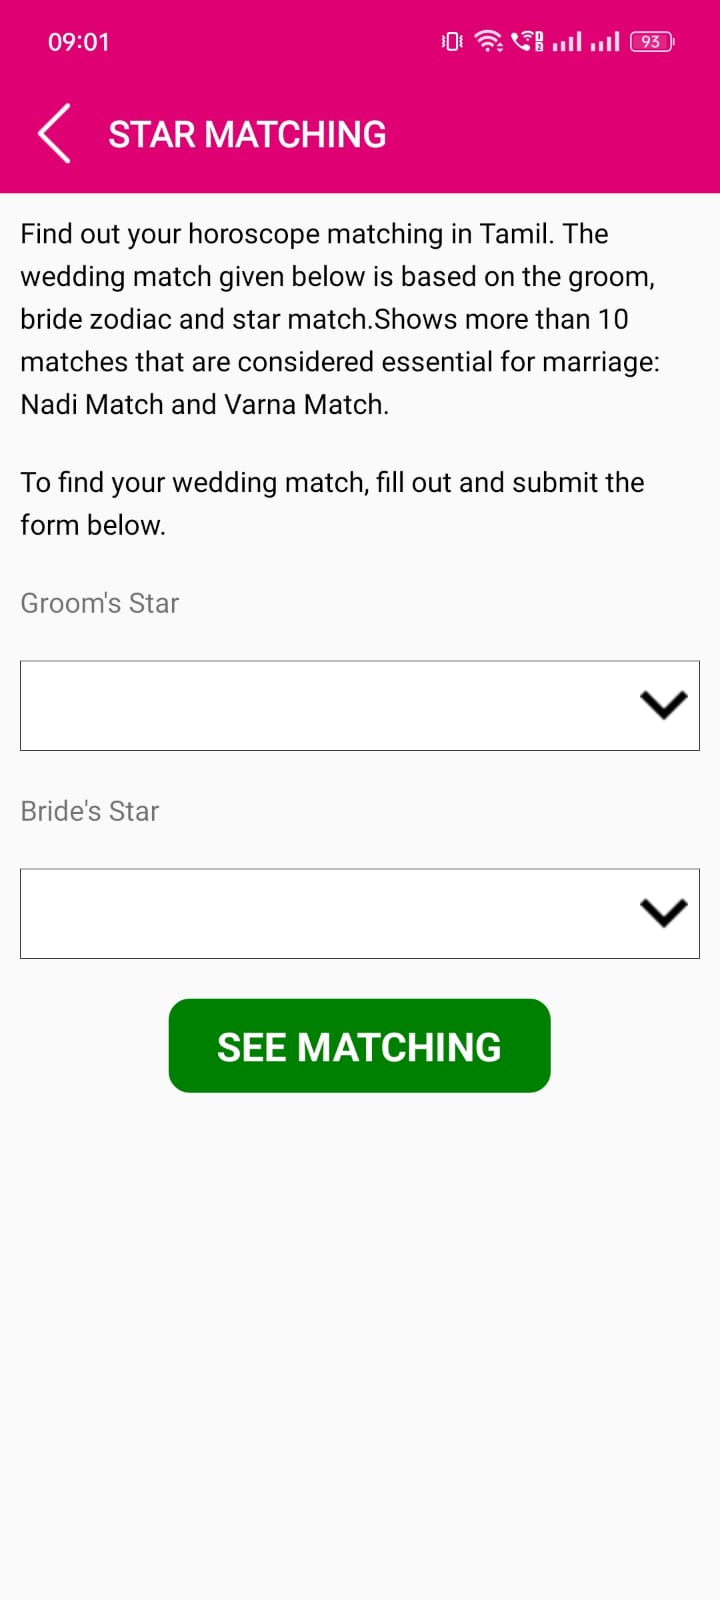 09:01
93
STAR MATCHING
Find out your horoscope matching in Tamil. The
wedding match given below is based on the groom,
bride zodiac and star match.Shows more than 10
matches that are considered essential for marriage:
Nadi Match and Varna Match.
To find your wedding match, fill out and submit the
form below.
Groom's Star
Bride's Star
SEE MATCHING